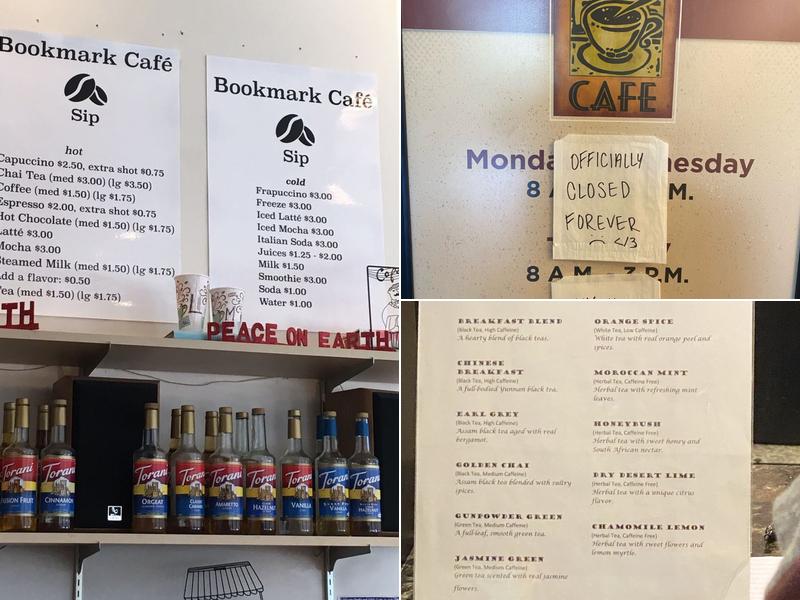 Bookmark Café
Sip
hot
Capuccino $2.50, extra shot $0.75
Chai Tea (med $3.00) (lg $3.50)
Coffee (med $1.50) (lg $1.75)
Espresso $2.00, extra shot $0.75
Hot Chocolate (med $1.50) (lg $1.75)
Latté $3.00
Mocha $3.00
Steamed Milk (med $1.50) (lg $1.75)
Add a flavor: $0.50
Tea (med $1.50) (lg $1.75)
Bookmark Café
Sip
cold
Frapuccino $3.00
Freeze $3.00
Iced Latté $3.00
Iced Mocha $3.00
Italian Soda $3.00
Juices $1.25 - $2.00
Milk $1.50
Smoothie $3.00
Soda $1.00
Water $1.00
TH
PEACE ON EARTH
Torani
FUSION FRUIT
Torani
CINNAMON
Torani
ORGEAT
Torani
CLASSIC
Torani
AMARETTO
Torani
HAZELNUT
Torani
VANILLA
Torani
VANILLA
Torani
HAZELNUT
CAFE
Monda nesday
8 A .M.
OFFICIALLY
CLOSED
FOREVER
</3
8 A.M. - 3 P.M.
BREAKFAST BLEND
(Black Tea, High Caffeine)
A hearty blend of black teas.
CHINESE
BREAKFAST
(Black Tea, High Caffeine)
A full-bodied Yunnan black tea.
EARL GREY
(Black Tea, High Caffeine)
Assam black tea aged with real
bergamot.
GOLDEN CHAI
(Black Tea, Medium Caffeine)
Assam black tea blended with sultry
spices.
GUNPOWDER GREEN
(Green Tea, Medium Caffeine)
A full-leaf, smooth green tea.
JASMINE GREEN
(Green Tea, Medium Caffeine)
Green tea scented with real jasmine
flowers.
ORANGE SPICE
(White Tea, Low Caffeine)
White tea with real orange peel and
spices.
MOROCCAN MINT
(Herbal Tea, Caffeine Free)
Herbal tea with refreshing mint
leaves.
HONEYBUSH
(Herbal Tea, Caffeine Free)
Herbal tea with sweet honey and
South African nectar.
DRY DESERT LIME
(Herbal Tea, Caffeine Free)
Herbal tea with a unique citrus
flavor.
CHAMOMILE LEMON
(Herbal Tea, Caffeine Free)
Herbal tea with sweet flowers and
lemon myrtle.